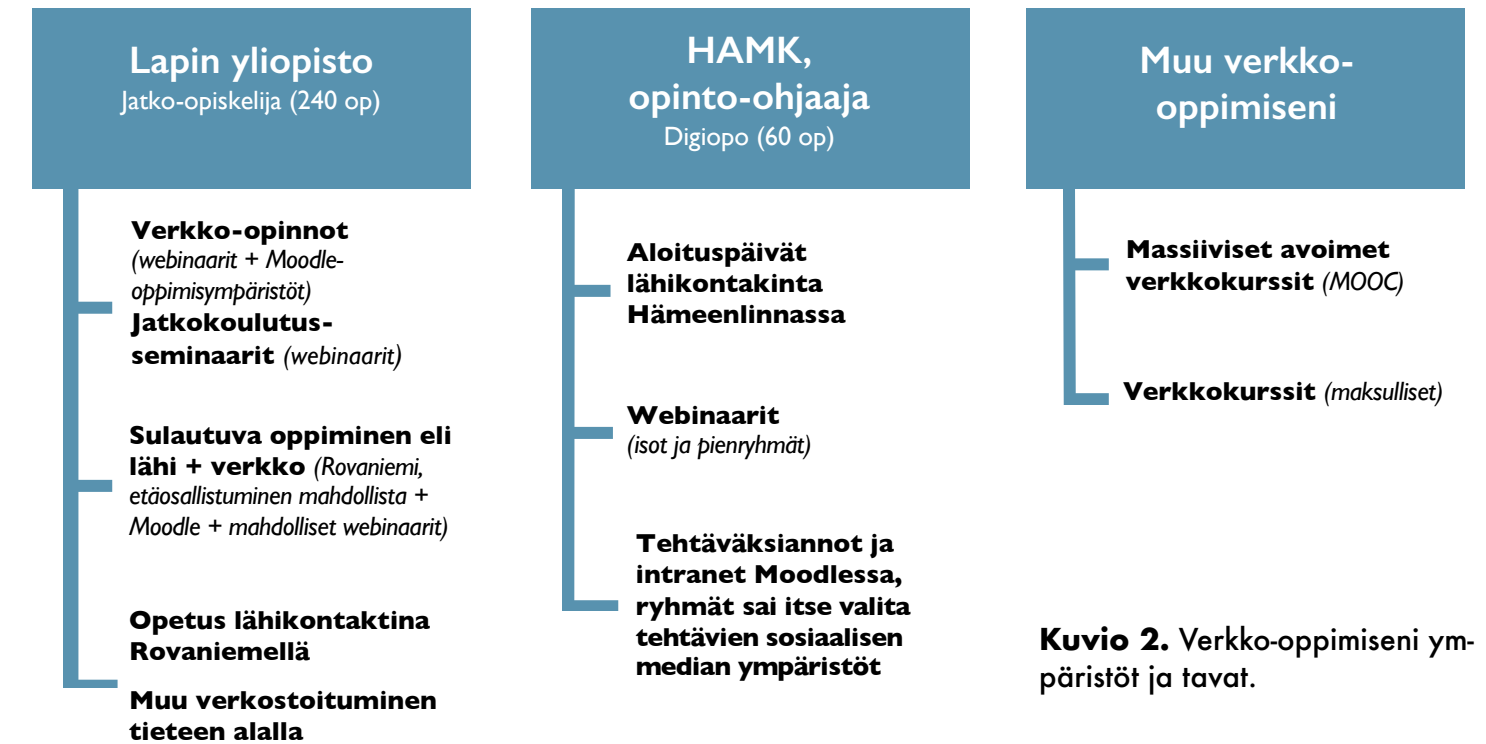 Lapin yliopisto
Jatko-opiskelija (240 op)
Verkko-opinnot
(webinaarit + Moodle-
oppimisympäristöt)
Jatkokoulutus-
seminaarit (webinaarit)
Sulautuva oppiminen eli
lähi + verkko (Rovaniemi,
etäosallistuminen mahdollista +
Moodle + mahdolliset webinaarit)
Opetus lähikontaktina
Rovaniemellä
Muu verkostoituminen
tieteen alalla
HAMK,
opinto-ohjaaja
Digiopo (60 op)
Aloituspäivät
lähikontakinta
Hämeenlinnassa
Webinaarit
(isot ja pienryhmät)
Tehtäväksiannot ja
intranet Moodlessa,
ryhmät sai itse valita
tehtävien sosiaalisen
median ympäristöt
Muu verkko-
oppimiseni
Massiiviset avoimet
verkkokurssit (MOOC)
Verkkokurssit (maksulliset)
Kuvio 2. Verkko-oppimiseni ym-
päristöt ja tavat.